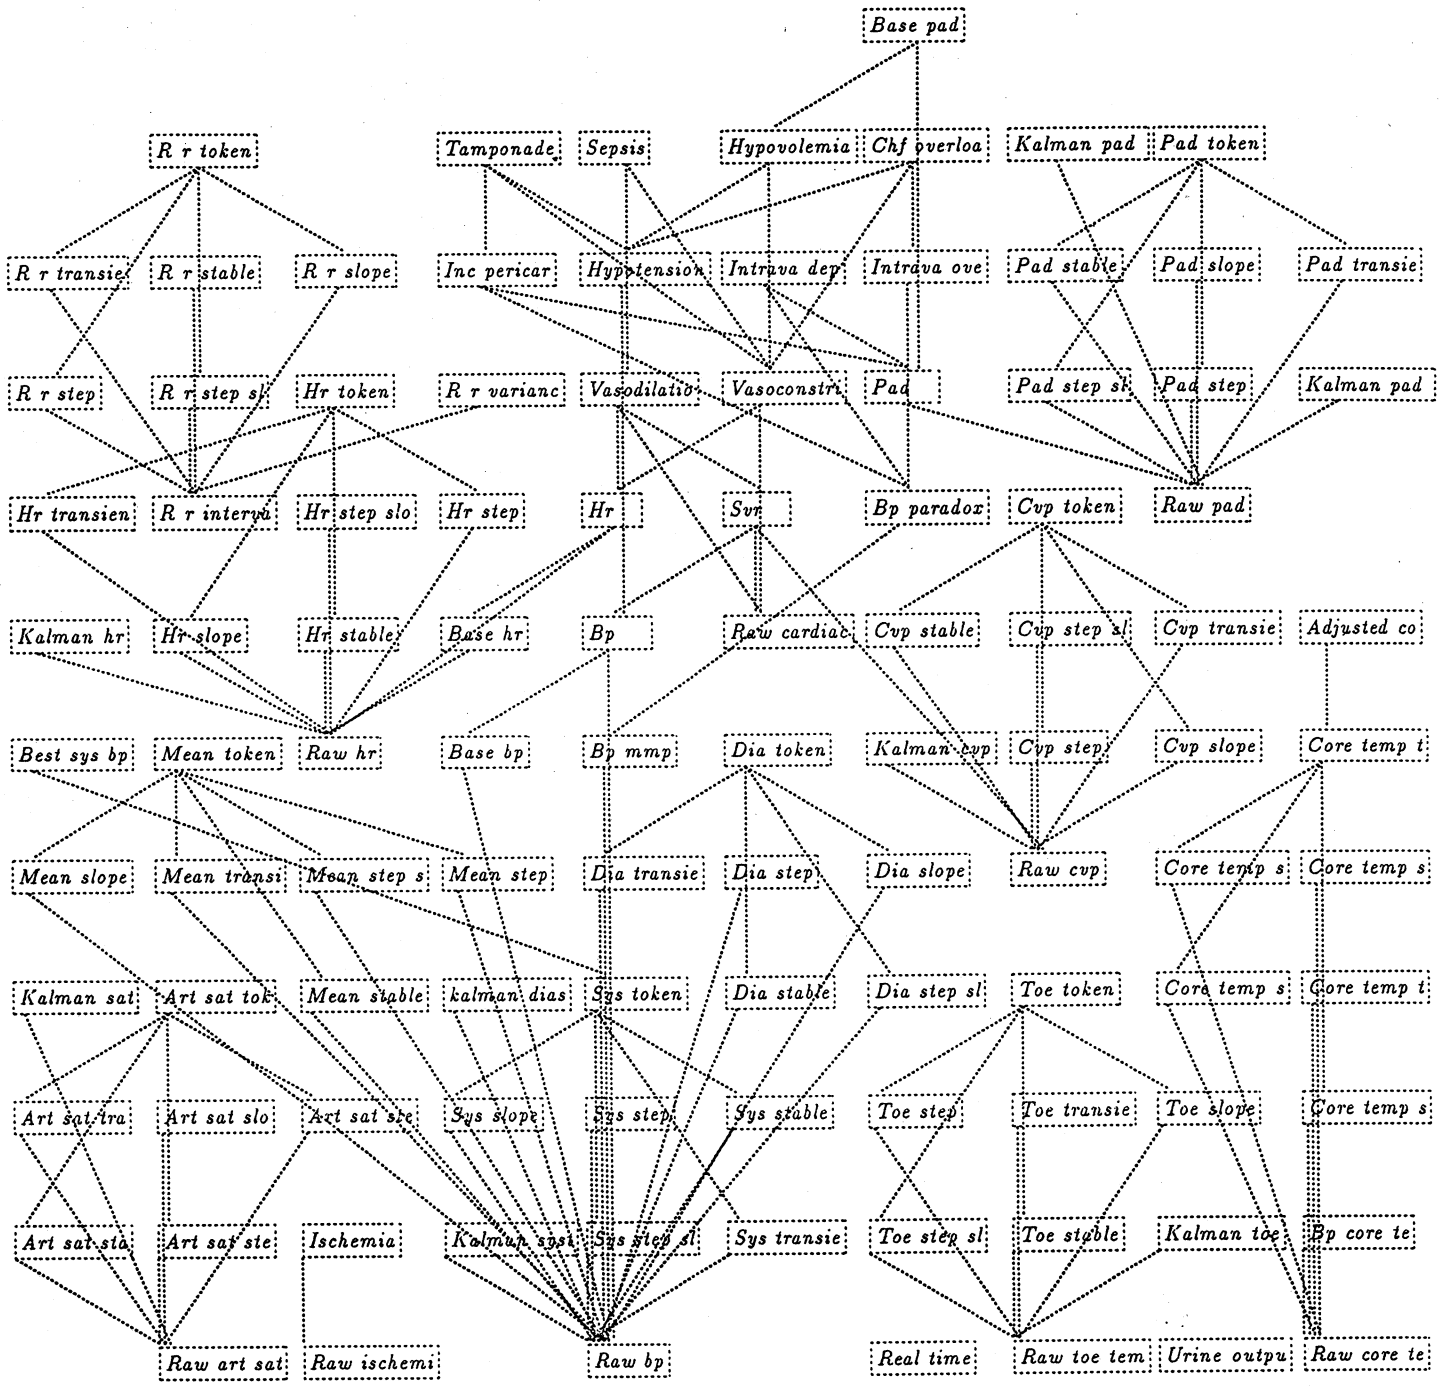 Base pad
R r token
Tamponade
Sepsis
Hypovolemia
Chf overloa
Kalman pad
Pad token
R r transie
R r stable
R r slope
Inc pericar
Hypotension
Intrava dep
Intrava ove
Pad stable
Pad slope
Pad transie
R r step
R r step sl
Hr token
R r varianc
Vasodilatio
Vasoconstri
Pad
Pad step sl
Pad step
Kalman pad
Hr transien
R r interva
Hr step slo
Hr step
Hr
Svr
Bp paradox
Cvp token
Raw pad
Kalman hr
Hr slope
Hr stable
Base hr
Bp
Raw cardiac
Cvp stable
Cvp step sl
Cvp transie
Adjusted co
Best sys bp
Mean token
Raw hr
Base bp
Bp mmp
Dia token
Kalman cvp
Cvp step
Cvp slope
Core temp t
Mean slope
Mean transi
Mean step s
Mean step
Dia transie
Dia step
Dia slope
Raw cvp
Core temp s
Core temp s
Kalman sat
Art sat tok
Mean stable
kalman dias
Sys token
Dia stable
Dia step sl
Toe token
Core temp s
Core temp t
Art sat tra
Art sat slo
Art sat ste
Sys slope
Sys step
Sys stable
Toe step
Toe transie
Toe slope
Core temp s
Art sat sta
Art sat ste
Ischemia
Kalman syst
Sys step sl
Sys transie
Toe step sl
Toe stable
Kalman toe
Bp core te
Raw art sat
Raw ischemi
Raw bp
Real time
Raw toe tem
Urine outpu
Raw core te